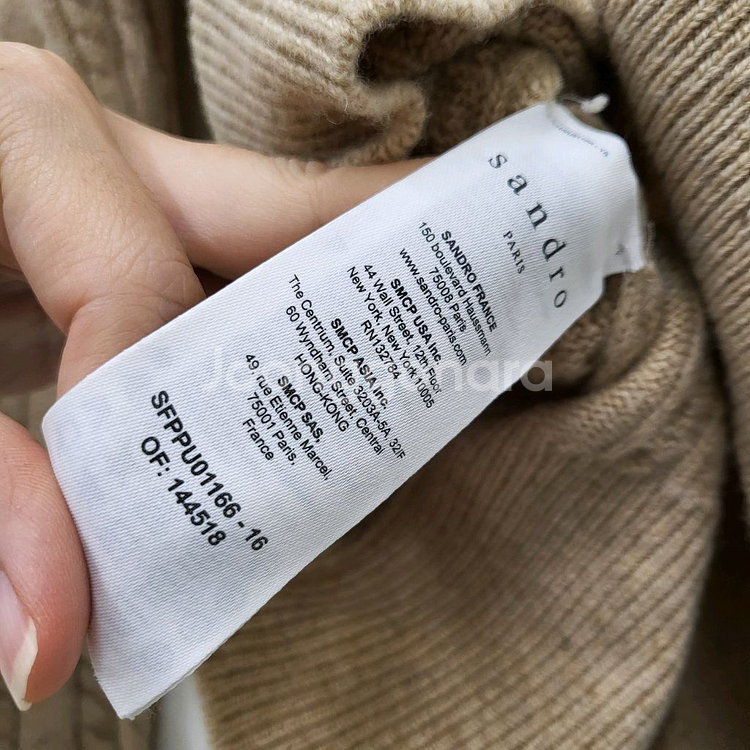 sandro
PARIS
SANDRO FRANCE
150 boulevard Haussmann
75008 Paris
www.sandro-paris.com
SMCP USA Inc.
44 Wall Street, 12th Floor
New York, New York 10005
RN132784
SMCP ASIA Inc.
The Centrum, Suite 3203A-5A, 32/F
60 Wyndham Street, Central
HONG-KONG
SMCP SAS,
49 rue Etienne Marcel,
75001 Paris,
France
SFPPU01166 - 16
OF: 144518